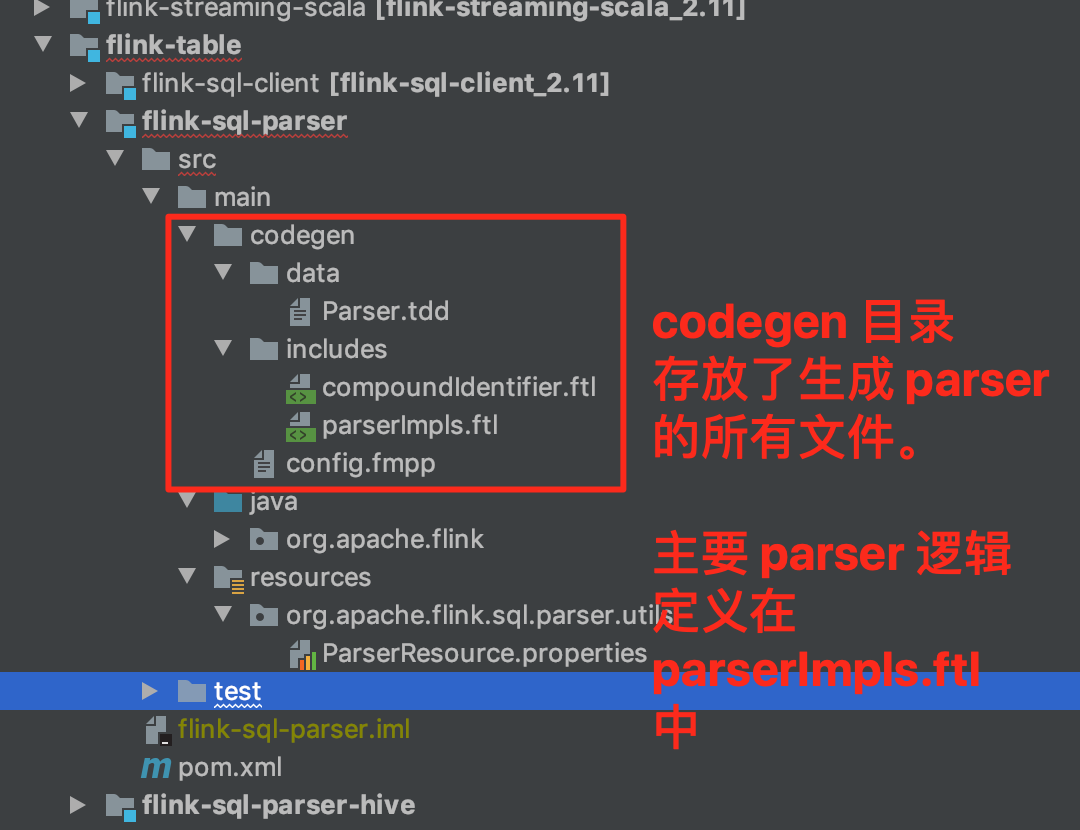 flink-streaming-scala [flink-streaming-scala_2.11]
flink-table
flink-sql-client [flink-sql-client_2.11]
flink-sql-parser
src
main
codegen
data
Parser.tdd
includes
compoundIdentifier.ftl
parserImpls.ftl
config.fmpp
java
org.apache.flink
resources
org.apache.flink.sql.parser.utils
ParserResource.properties
test
flink-sql-parser.iml
pom.xml
flink-sql-parser-hive
codegen 目录
存放了生成 parser
的所有文件。
主要 parser 逻辑
定义在
parserImpls.ftl
中